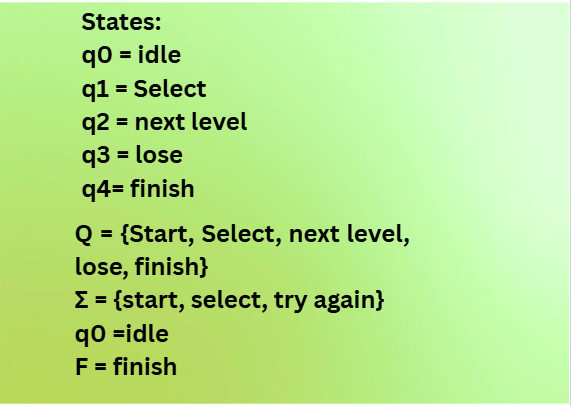 States:
q0 = idle
q1 = Select
q2 = next level
q3 = lose
q4= finish
Q = {Start, Select, next level,
lose, finish}
Σ = {start, select, try again}
q0 =idle
F = finish